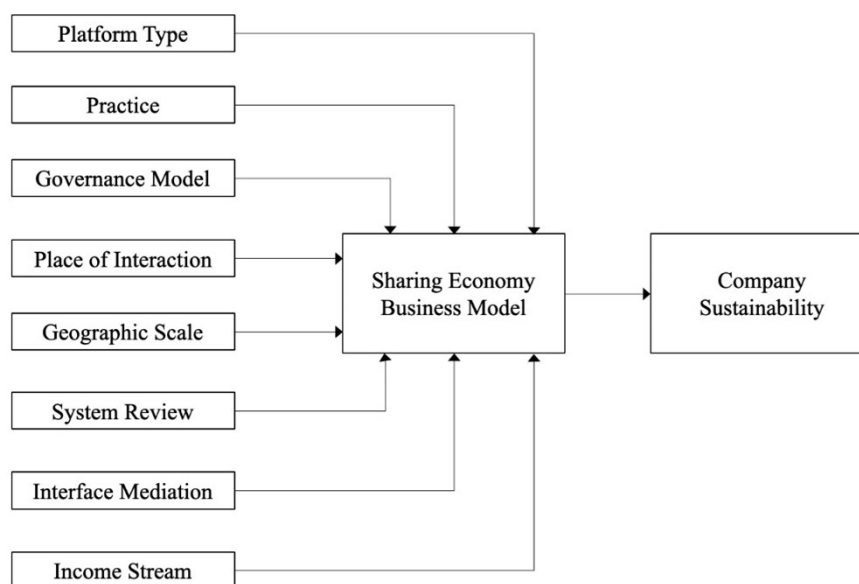 Platform Type
Practice
Governance Model
Place of Interaction
Geographic Scale
System Review
Interface Mediation
Income Stream
Sharing Economy
Business Model
Company
Sustainability